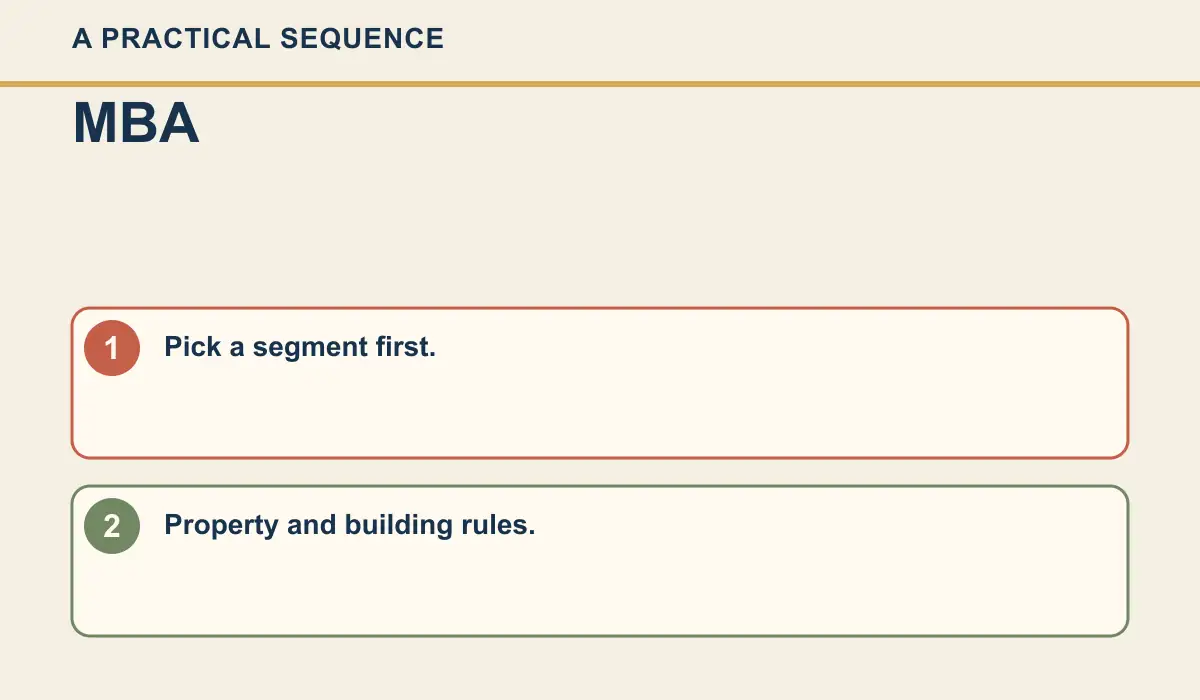 A PRACTICAL SEQUENCE
MBA
1
Pick a segment first.
2
Property and building rules.